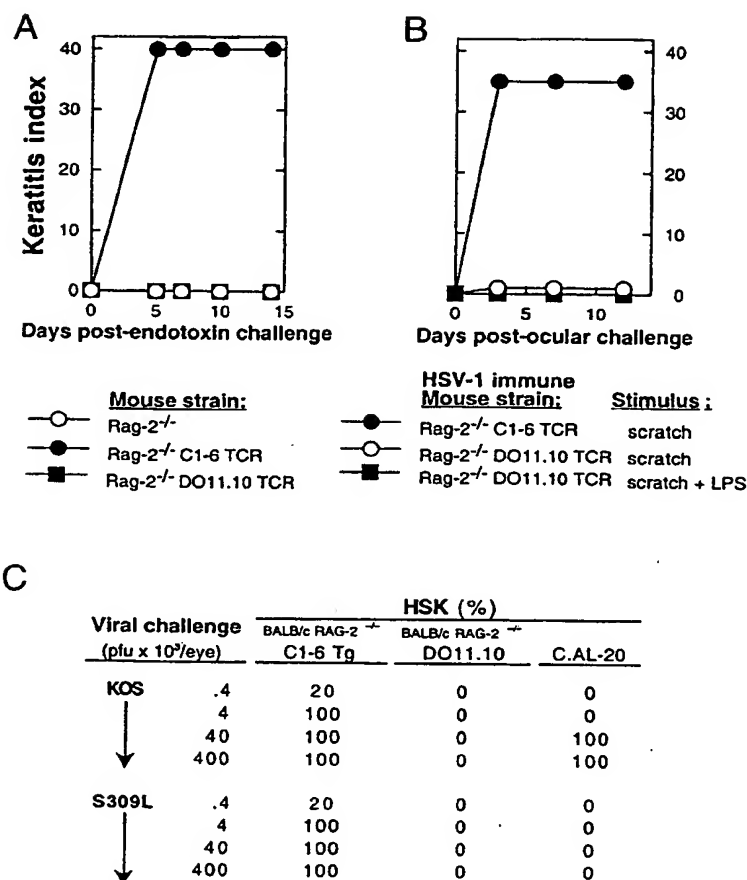 A
B
Keratitis index
40
30
20
10
0
0 5 10 15
Days post-endotoxin challenge
40
30
20
10
0
0 5 10
Days post-ocular challenge
Mouse strain:
Rag-2-/-
Rag-2-/- C1-6 TCR
Rag-2-/- DO11.10 TCR
HSV-1 immune
Mouse strain: Stimulus :
Rag-2-/- C1-6 TCR scratch
Rag-2-/- DO11.10 TCR scratch
Rag-2-/- DO11.10 TCR scratch + LPS
C
HSK (%)
Viral challenge BALB/c RAG-2 -/- BALB/c RAG-2 -/-
(pfu x 10³/eye) C1-6 Tg DO11.10 C.AL-20
KOS .4 20 0 0
4 100 0 0
40 100 0 100
400 100 0 100
S309L .4 20 0 0
4 100 0 0
40 100 0 0
400 100 0 0